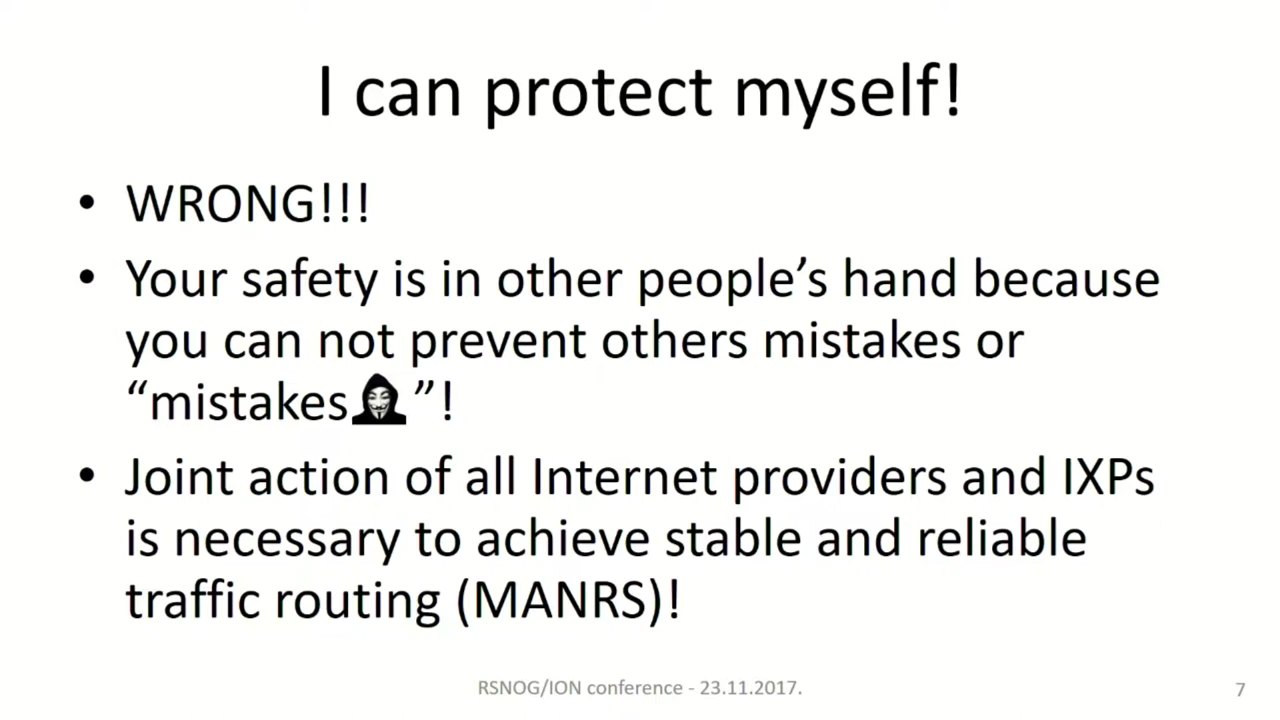 I can protect myself!
• WRONG!!!
• Your safety is in other people’s hand because
you can not prevent others mistakes or
“mistakes ”!
• Joint action of all Internet providers and IXPs
is necessary to achieve stable and reliable
traffic routing (MANRS)!
RSNOG/ION conference - 23.11.2017.
7